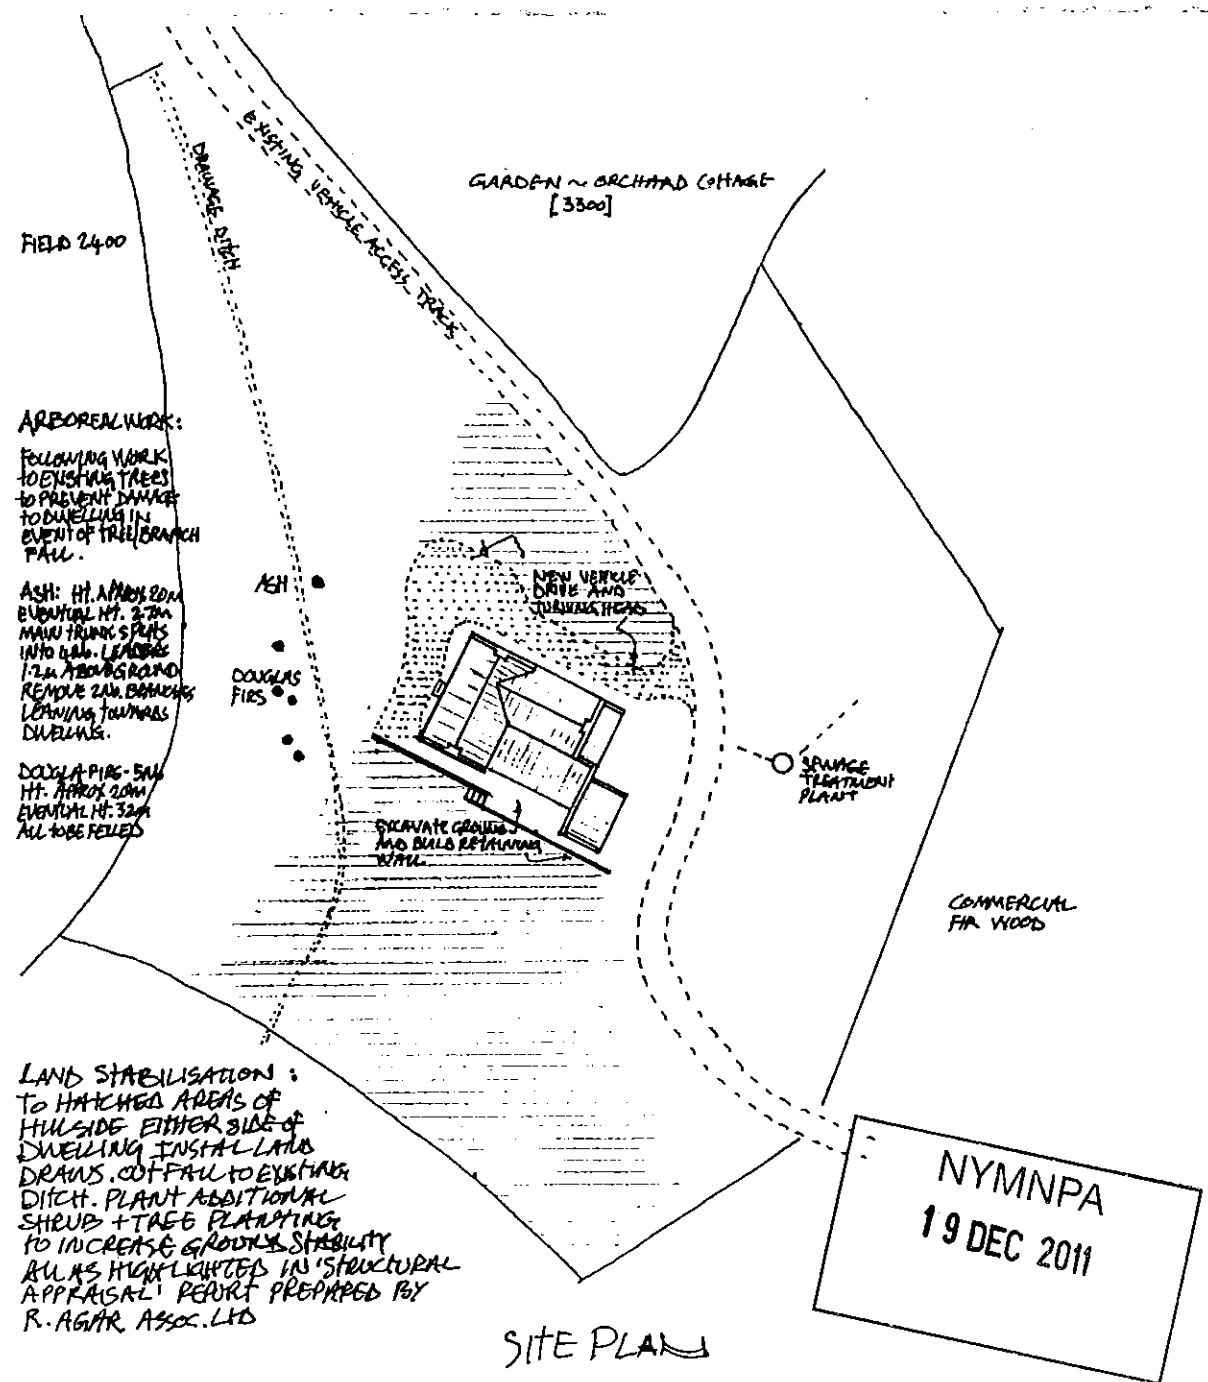 GARDEN ~ ORCHARD COTTAGE
[3300]
EXISTING VEHICLE ACCESS TRACK
DRAINAGE DITCH
FIELD 2400
ARBOREAL WORK:
FOLLOWING WORK
TO EXISTING TREES
TO PREVENT DAMAGE
TO DWELLING IN
EVENT OF TREE/BRANCH
FALL.
ASH: HT. APPROX 20M
EVENTUAL HT. 27M
MAIN TRUNK SPLITS
INTO 4NO. LEADERS
1.2M ABOVE GROUND
REMOVE 2NO. BRANCHES
LEANING TOWARDS
DWELLING.
DOUGLAS FIRS - 5NO
HT. APPROX 20M
EVENTUAL HT. 32M
ALL TO BE FELLED
ASH
DOUGLAS
FIRS
NEW VEHICLE
DRIVE AND
TURNING HEAD
SEWAGE
TREATMENT
PLANT
EXCAVATE GROUND
AND BUILD RETAINING
WALL
COMMERCIAL
FIR WOOD
LAND STABILISATION :
TO HATCHED AREAS OF
HILLSIDE EITHER SIDE OF
DWELLING INSTAL LAND
DRAINS. OUTFALL TO EXISTING
DITCH. PLANT ADDITIONAL
SHRUB + TREE PLANTING
TO INCREASE GROUND STABILITY
ALL AS HIGHLIGHTED IN 'STRUCTURAL
APPRAISAL' REPORT PREPARED BY
R. AGAR ASSOC. LTD
NYMNPA
19 DEC 2011
SITE PLAN